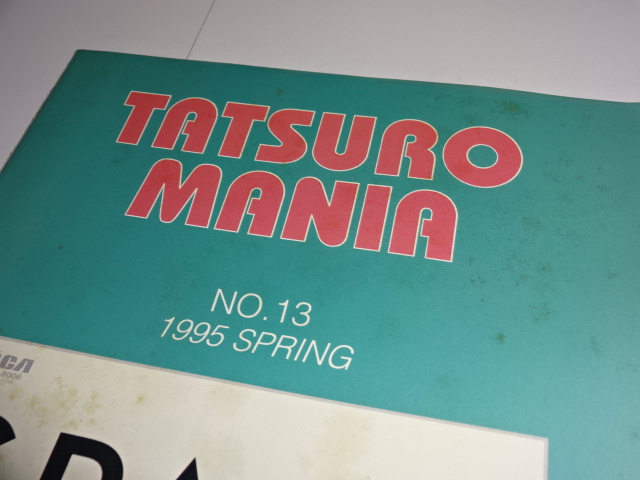 TATSURO
MANIA
NO.13
1995 SPRING